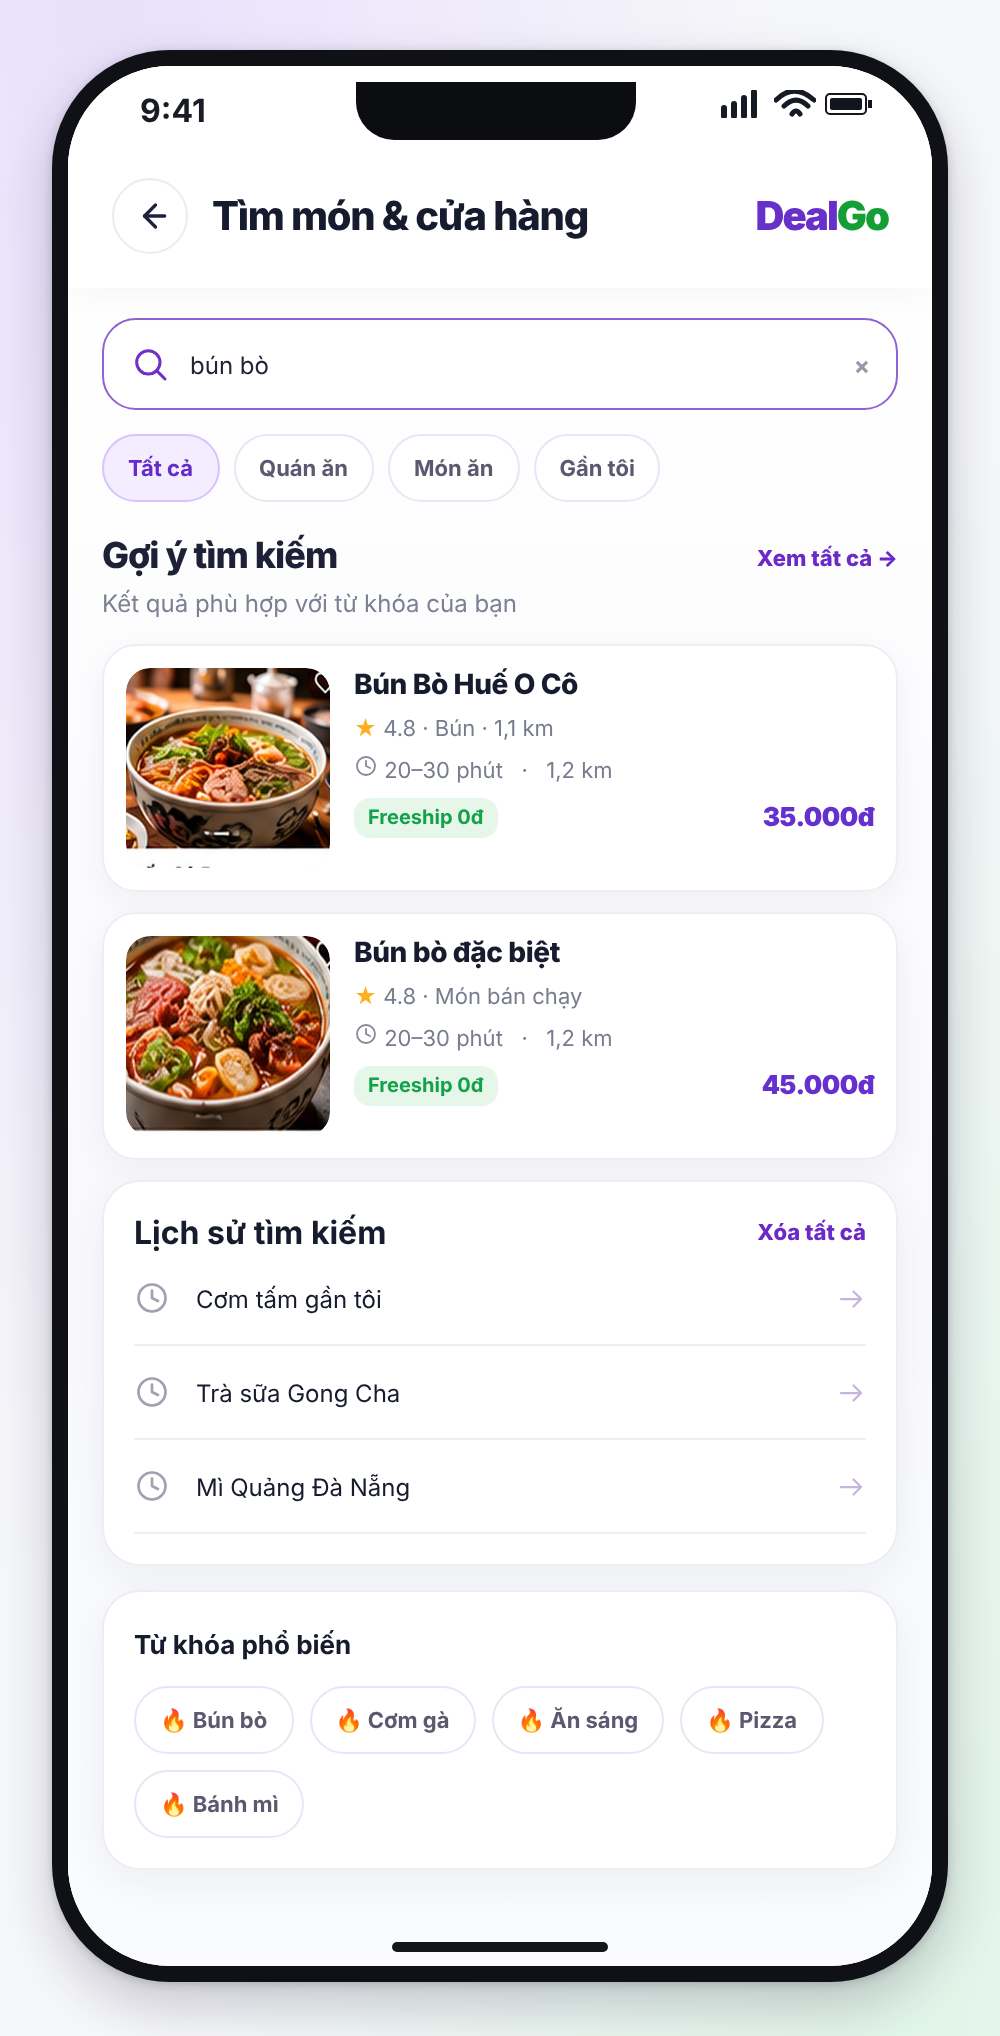 9:41
Tìm món & cửa hàng
DealGo
bún bò
×
Tất cả
Quán ăn
Món ăn
Gần tôi
Gợi ý tìm kiếm
Xem tất cả →
Kết quả phù hợp với từ khóa của bạn
Bún Bò Huế O Cô
★ 4.8 · Bún · 1,1 km
20–30 phút · 1,2 km
Freeship 0đ
35.000đ
Bún bò đặc biệt
★ 4.8 · Món bán chạy
20–30 phút · 1,2 km
Freeship 0đ
45.000đ
Lịch sử tìm kiếm
Xóa tất cả
Cơm tấm gần tôi →
Trà sữa Gong Cha →
Mì Quảng Đà Nẵng →
Từ khóa phổ biến
🔥 Bún bò
🔥 Cơm gà
🔥 Ăn sáng
🔥 Pizza
🔥 Bánh mì